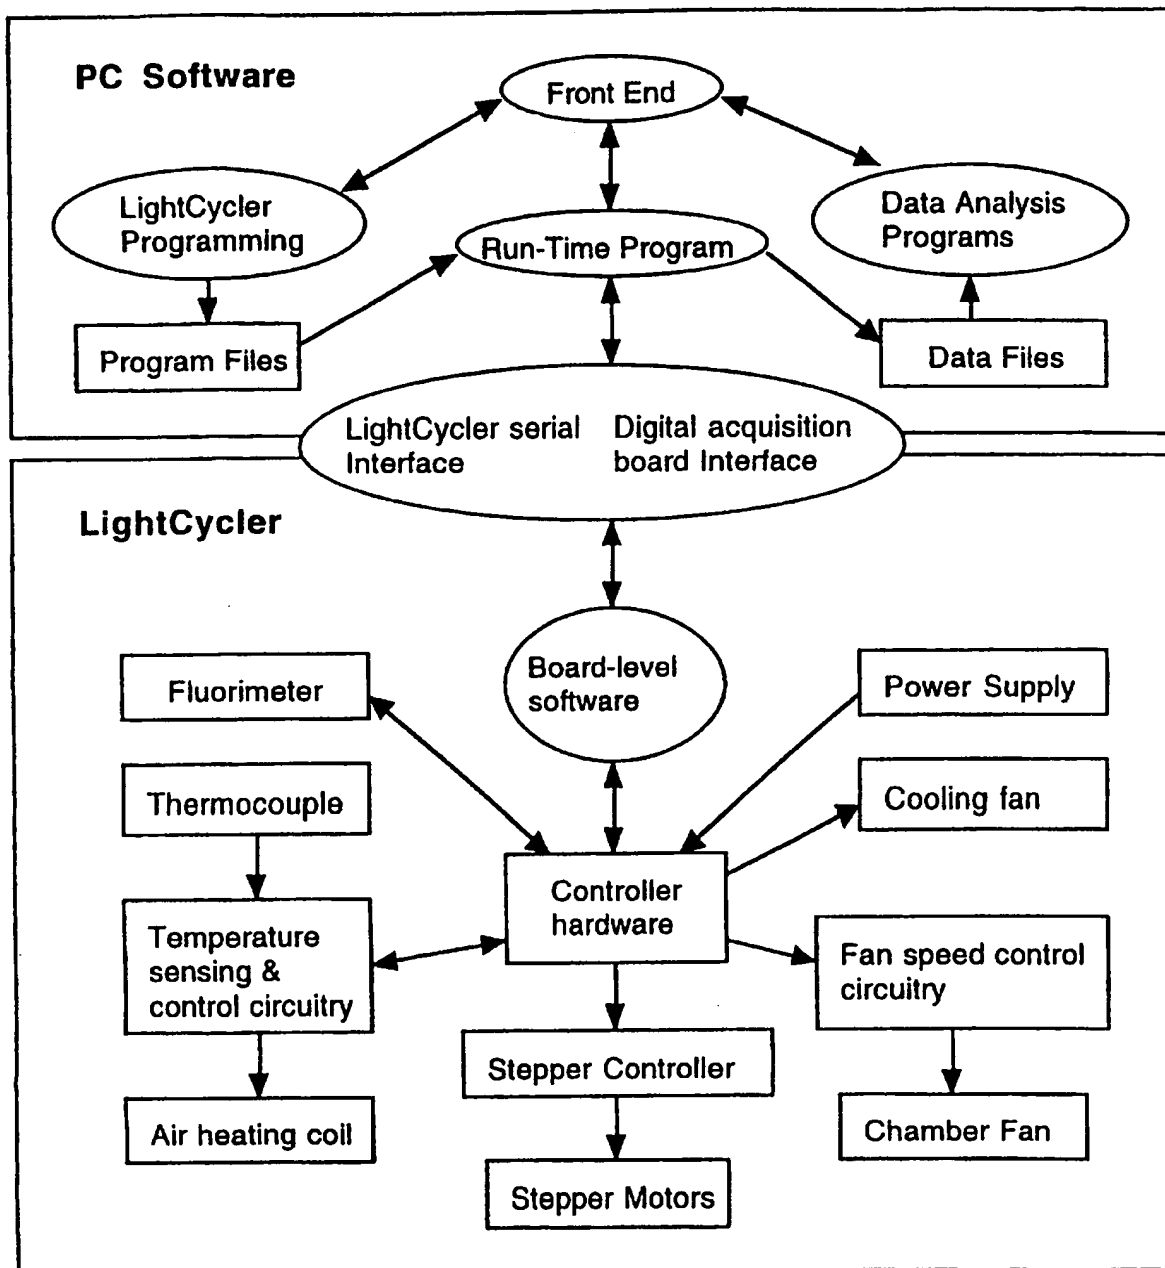 PC Software
Front End
LightCycler
Programming
Run-Time Program
Data Analysis
Programs
Program Files
Data Files
LightCycler serial
Interface
Digital acquisition
board Interface
LightCycler
Board-level
software
Fluorimeter
Power Supply
Thermocouple
Cooling fan
Controller
hardware
Temperature
sensing &
control circuitry
Fan speed control
circuitry
Stepper Controller
Air heating coil
Chamber Fan
Stepper Motors